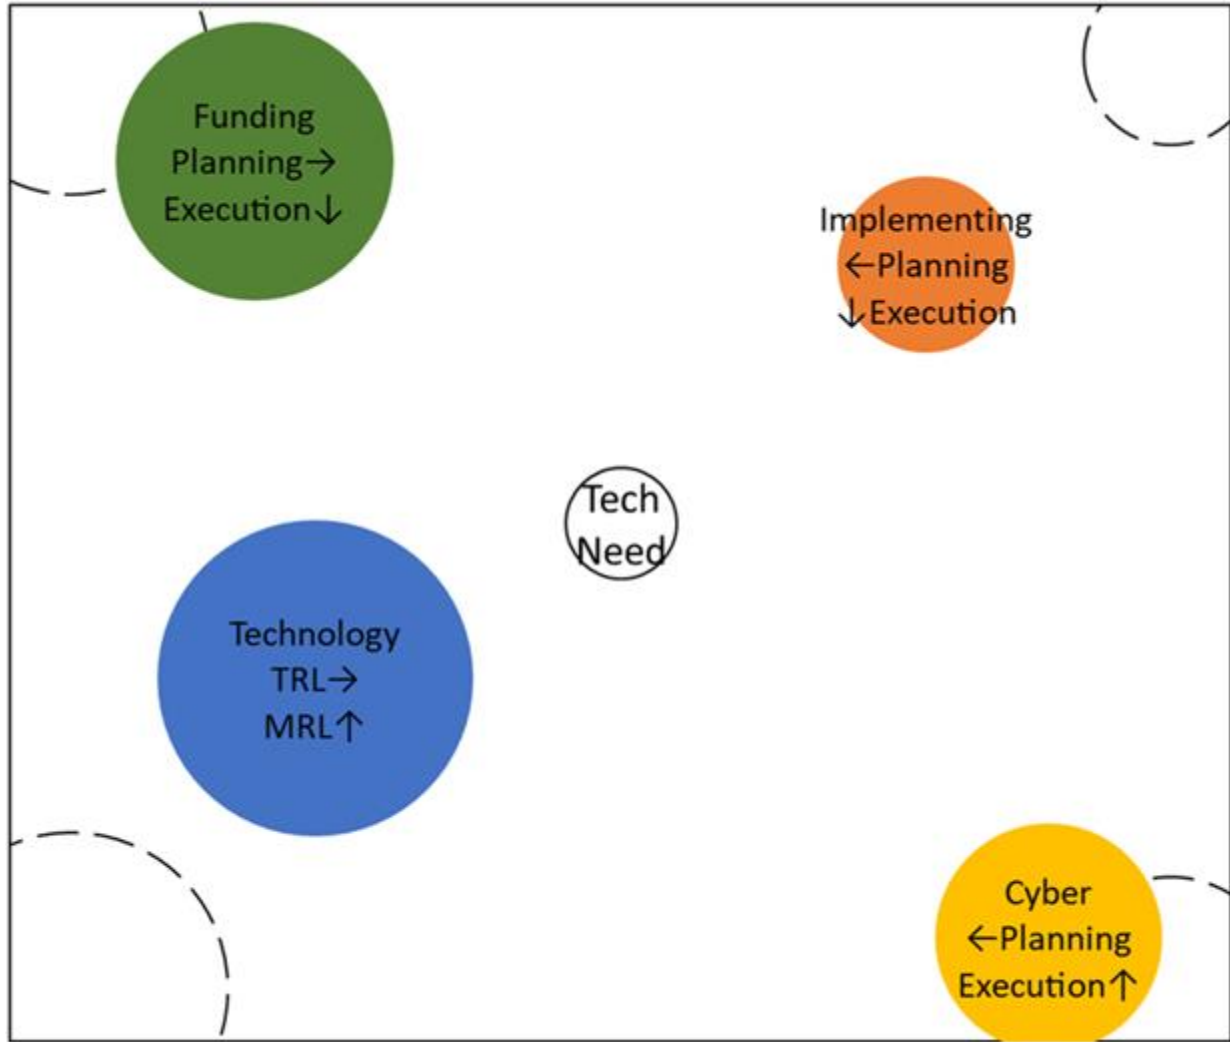 Funding
Planning→
Execution↓
Implementing
←Planning
↓Execution
Tech
Need
Technology
TRL→
MRL↑
Cyber
←Planning
Execution↑